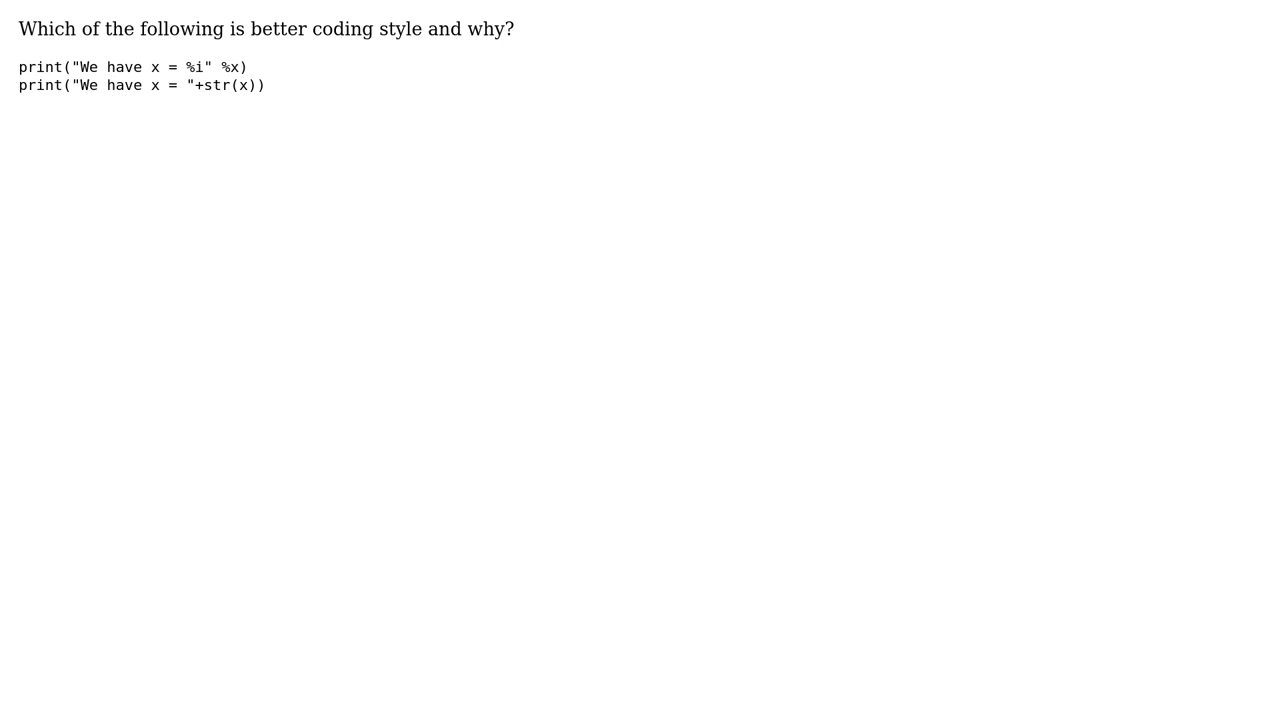 Which of the following is better coding style and why?
print("We have x = %i" %x)
print("We have x = "+str(x))